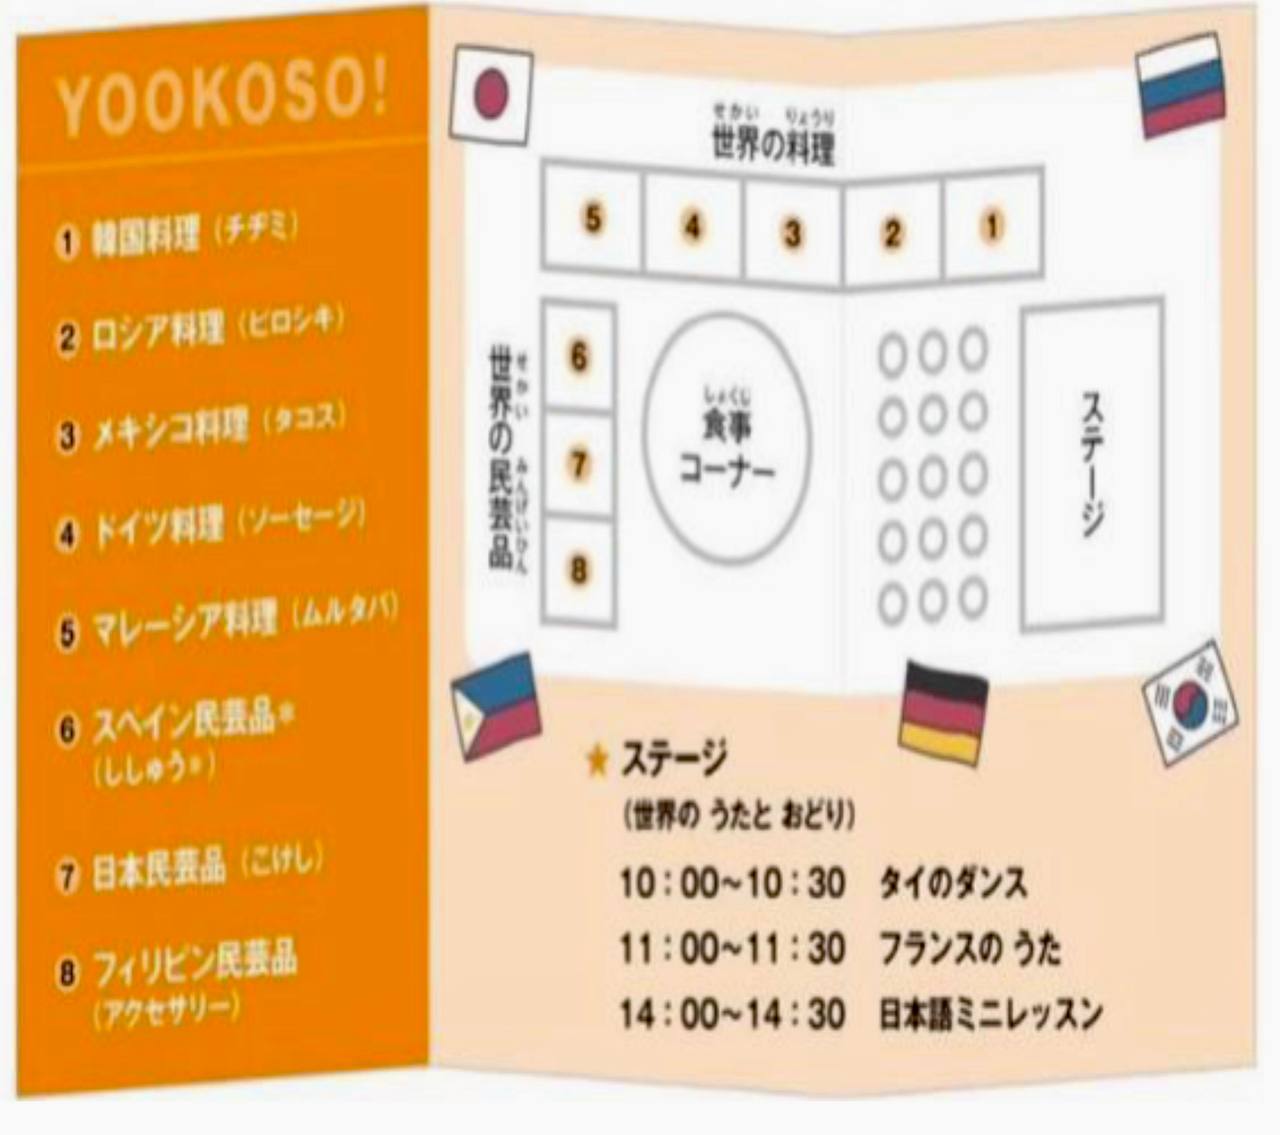 YOOKOSO!
1 韓国料理（チヂミ）
2 ロシア料理（ピロシキ）
3 メキシコ料理（タコス）
4 ドイツ料理（ソーセージ）
5 マレーシア料理（ムルタバ）
6 スペイン民芸品*
（ししゅう*）
7 日本民芸品（こけし）
8 フィリピン民芸品
（アクセサリー）
せかい りょうり
世界の料理
5 4 3 2 1
せかい みんげいひん
世界の民芸品
6
7
8
しょくじ
食事
コーナー
ステージ
★ ステージ
（世界の うたと おどり）
10：00～10：30 タイのダンス
11：00～11：30 フランスの うた
14：00～14：30 日本語ミニレッスン